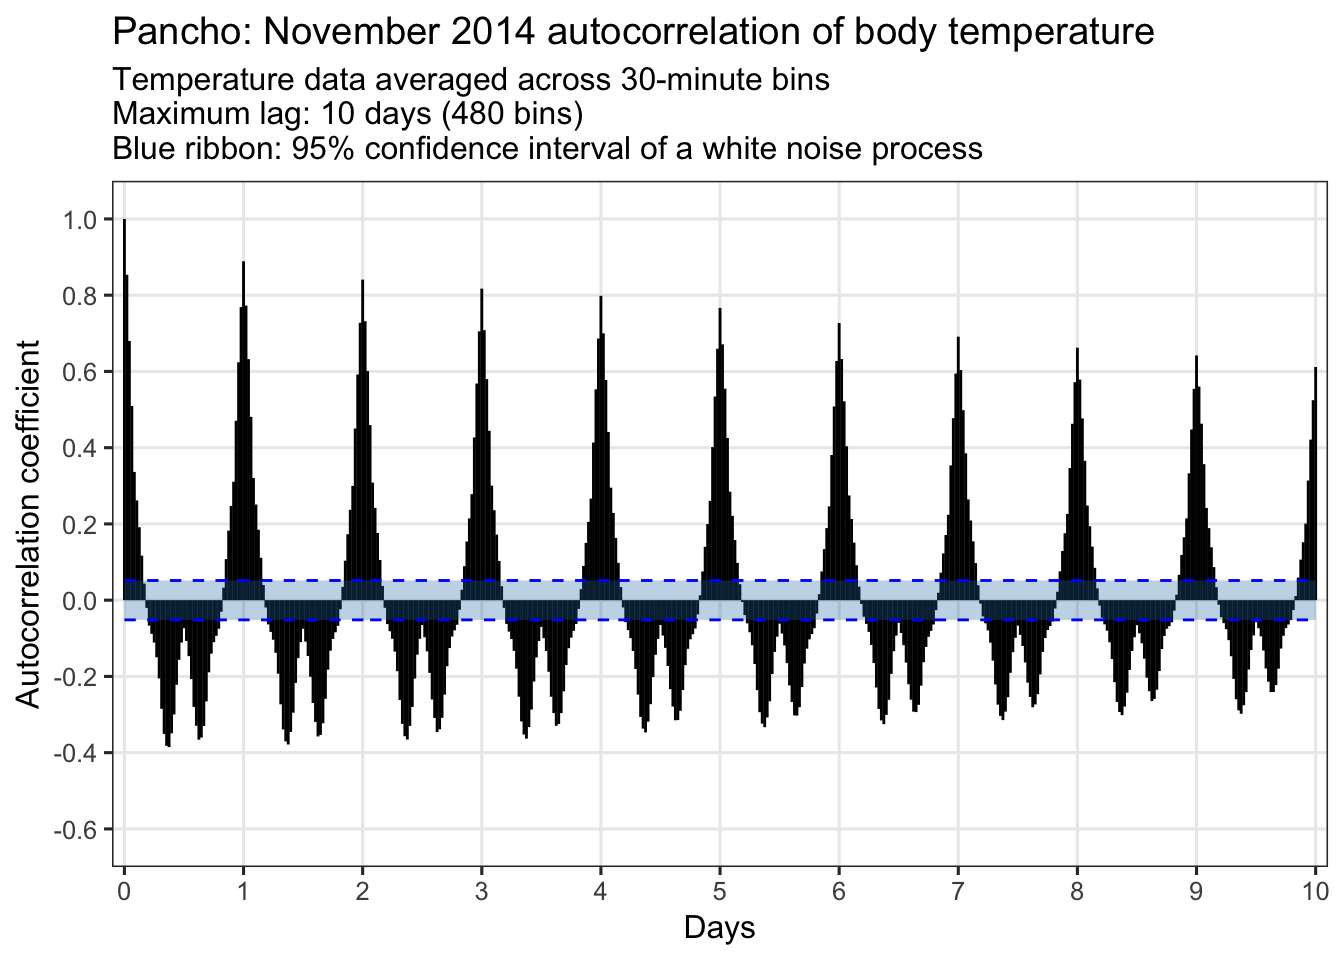 Pancho: November 2014 autocorrelation of body temperature
Temperature data averaged across 30-minute bins
Maximum lag: 10 days (480 bins)
Blue ribbon: 95% confidence interval of a white noise process
Autocorrelation coefficient
1.0
0.8
0.6
0.4
0.2
0.0
-0.2
-0.4
-0.6
0 1 2 3 4 5 6 7 8 9 10
Days